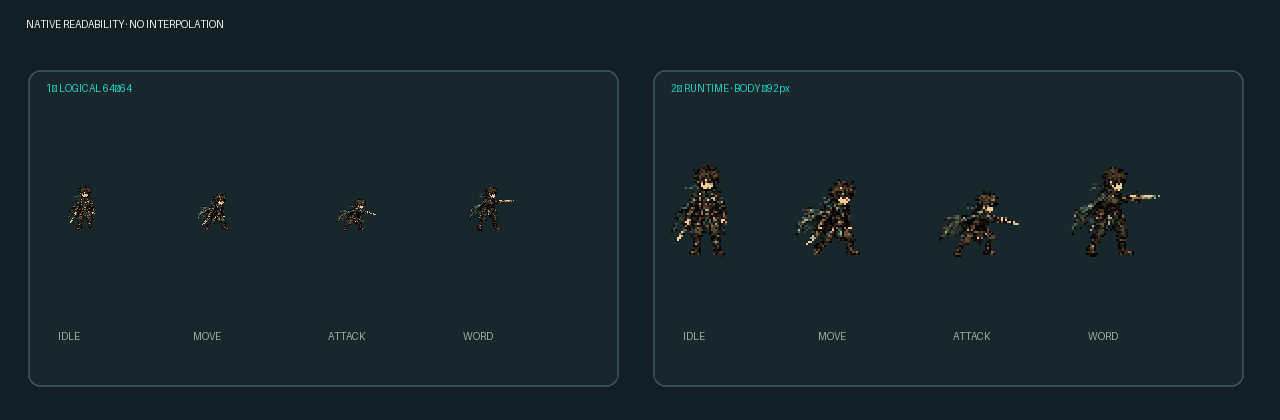 NATIVE READABILITY · NO INTERPOLATION
1▯ LOGICAL 64▯64
2▯ RUNTIME · BODY ▯92px
IDLE
MOVE
ATTACK
WORD
IDLE
MOVE
ATTACK
WORD